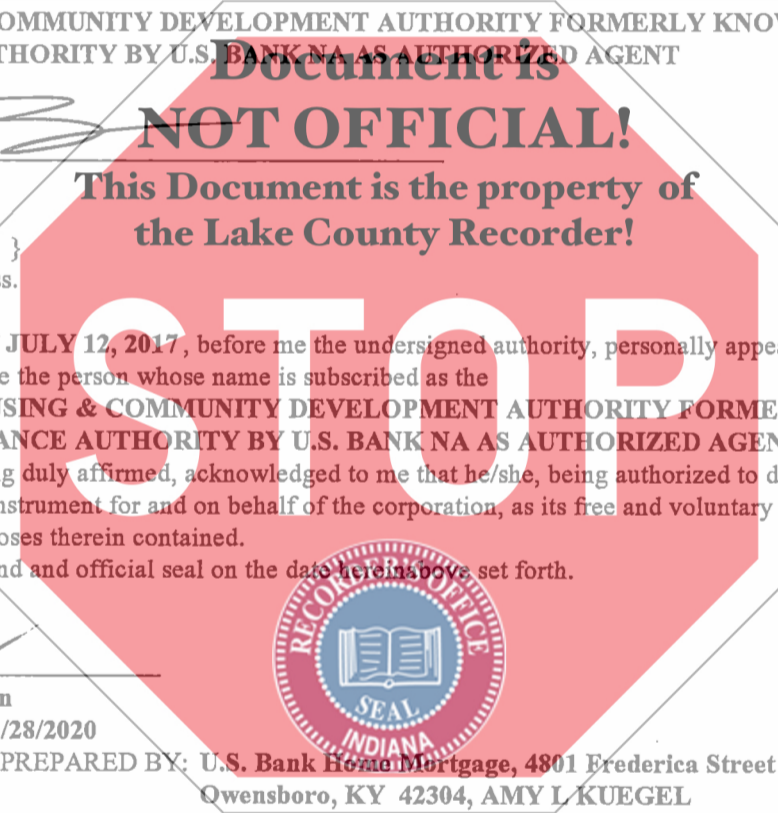 OMMUNITY DEVELOPMENT AUTHORITY FORMERLY KNO
THORITY BY U.S. BANK NA AS AUTHORIZED AGENT
Document is
NOT OFFICIAL!
This Document is the property of
the Lake County Recorder!
}
ss.
STOP
JULY 12, 2017, before me the undersigned authority, personally appe
e the person whose name is subscribed as the
SING & COMMUNITY DEVELOPMENT AUTHORITY FORME
ANCE AUTHORITY BY U.S. BANK NA AS AUTHORIZED AGEN
g duly affirmed, acknowledged to me that he/she, being authorized to d
nstrument for and on behalf of the corporation, as its free and voluntary
oses therein contained.
nd and official seal on the date hereinabove set forth.
RECORDER'S OFFICE
SEAL
INDIANA
n
/28/2020
PREPARED BY: U.S. Bank Home Mortgage, 4801 Frederica Street
Owensboro, KY 42304, AMY L KUEGEL